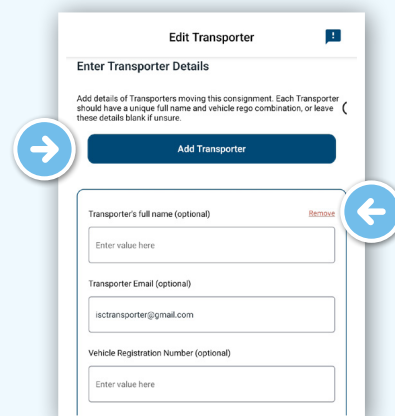 Edit Transporter
Enter Transporter Details
Add details of Transporters moving this consignment. Each Transporter
should have a unique full name and vehicle rego combination, or leave
these details blank if unsure.
Add Transporter
Transporter's full name (optional)
Remove
Enter value here
Transporter Email (optional)
isctransporter@gmail.com
Vehicle Registration Number (optional)
Enter value here